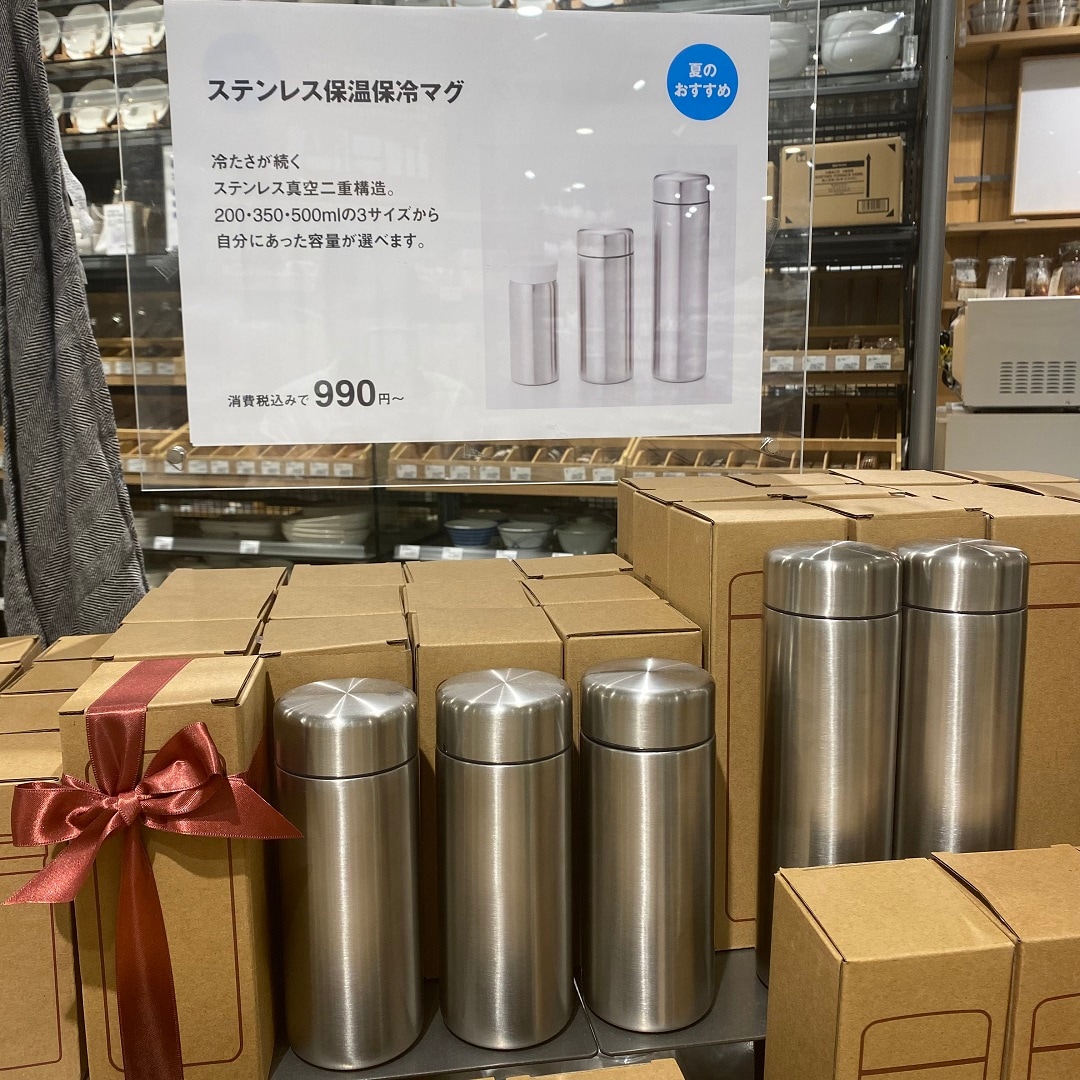 ステンレス保温保冷マグ
夏の
おすすめ
冷たさが続く
ステンレス真空二重構造。
200・350・500mlの3サイズから
自分にあった容量が選べます。
消費税込みで990円~